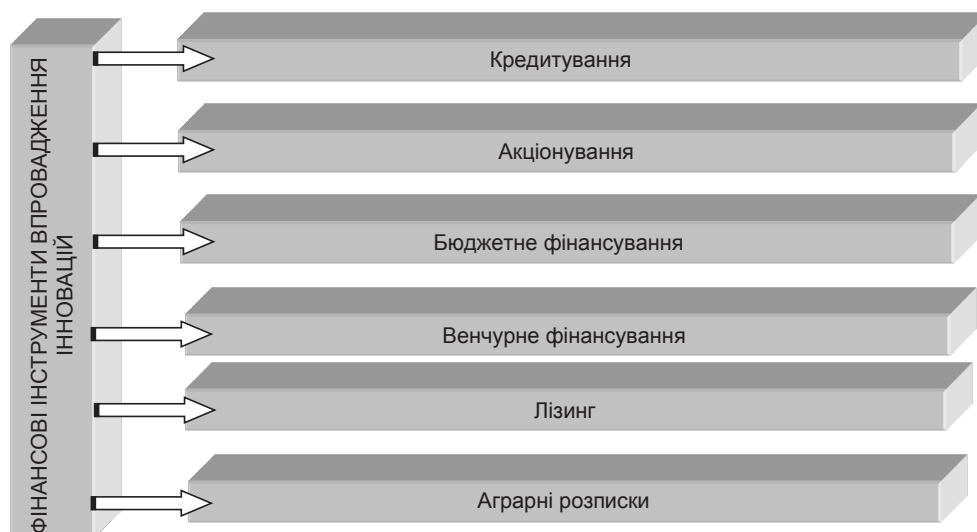 ФІНАНСОВІ ІНСТРУМЕНТИ ВПРОВАДЖЕННЯ
ІННОВАЦІЙ
Кредитування
Акціонування
Бюджетне фінансування
Венчурне фінансування
Лізинг
Аграрні розписки